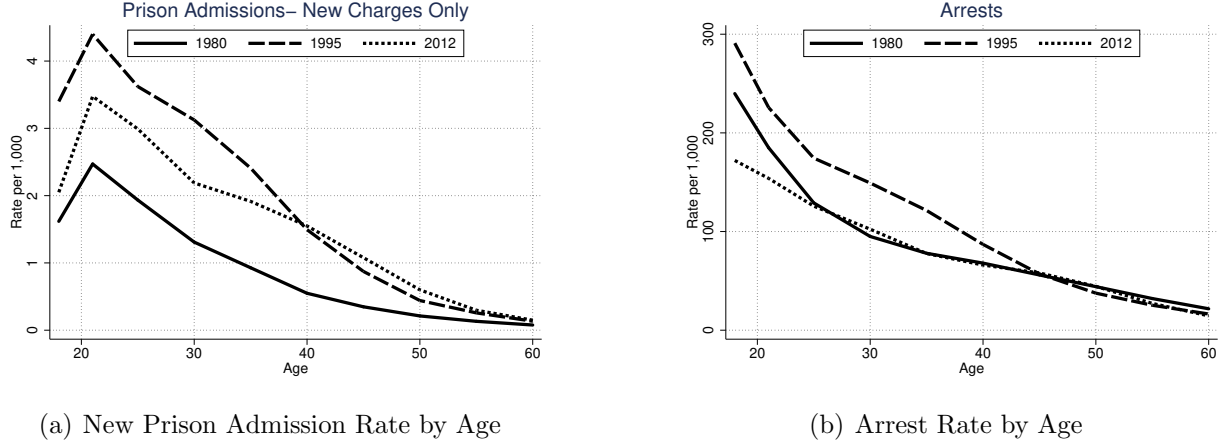 Prison Admissions– New Charges Only
1980 1995 2012
Rate per 1,000
4
3
2
1
0
20 30 40 50 60
Age
(a) New Prison Admission Rate by Age
Arrests
1980 1995 2012
Rate per 1,000
300
200
100
0
20 30 40 50 60
Age
(b) Arrest Rate by Age